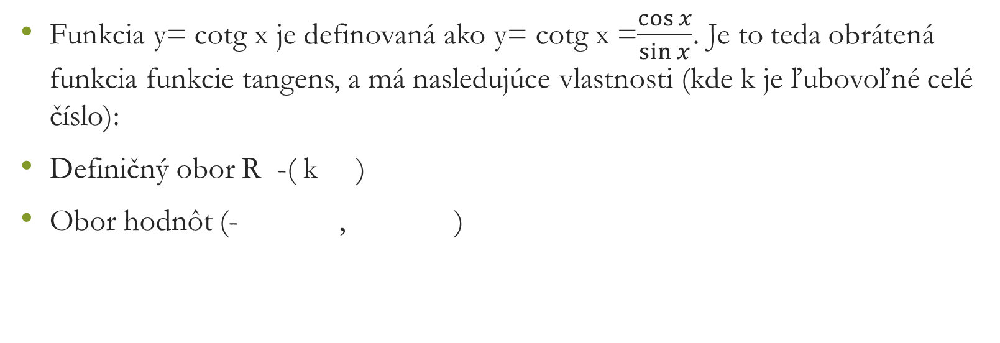 • Funkcia y= cotg x je definovaná ako y= cotg x =cos x / sin x. Je to teda obrátená
funkcia funkcie tangens, a má nasledujúce vlastnosti (kde k je ľubovoľné celé
číslo):
• Definičný obor R -( k )
• Obor hodnôt (- , )